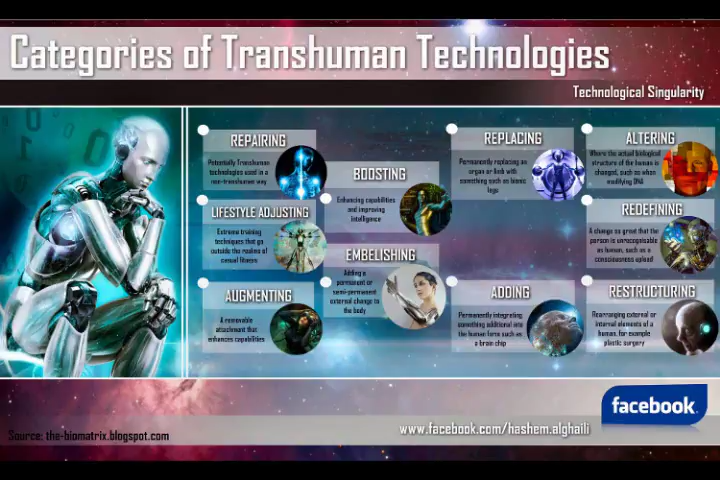 Categories of Transhuman Technologies
Technological Singularity
REPAIRING
Potentially Transhuman
technologies used in a
non-transhuman way
LIFESTYLE ADJUSTING
Extreme training
techniques that go
outside the realms of
casual fitness
AUGMENTING
A removable
attachment that
enhances capabilities
BOOSTING
Enhancing capabilities
and improving
intelligence
EMBELISHING
Adding a
permanent or
semi-permanent
external change to
the body
REPLACING
Permanently replacing an
organ or limb with
something such as bionic
legs
ADDING
Permanently integrating
something additional into
the human form such as
a brain chip
ALTERING
Where the actual biological
structure of the human is
changed, such as when
modifying DNA
REDEFINING
A change so great that the
person is unrecognisable
as human, such as a
consciousness upload
RESTRUCTURING
Rearranging external or
internal elements of a
human, for example
plastic surgery
facebook
www.facebook.com/hashem.alghaili
Source: the-biomatrix.blogspot.com